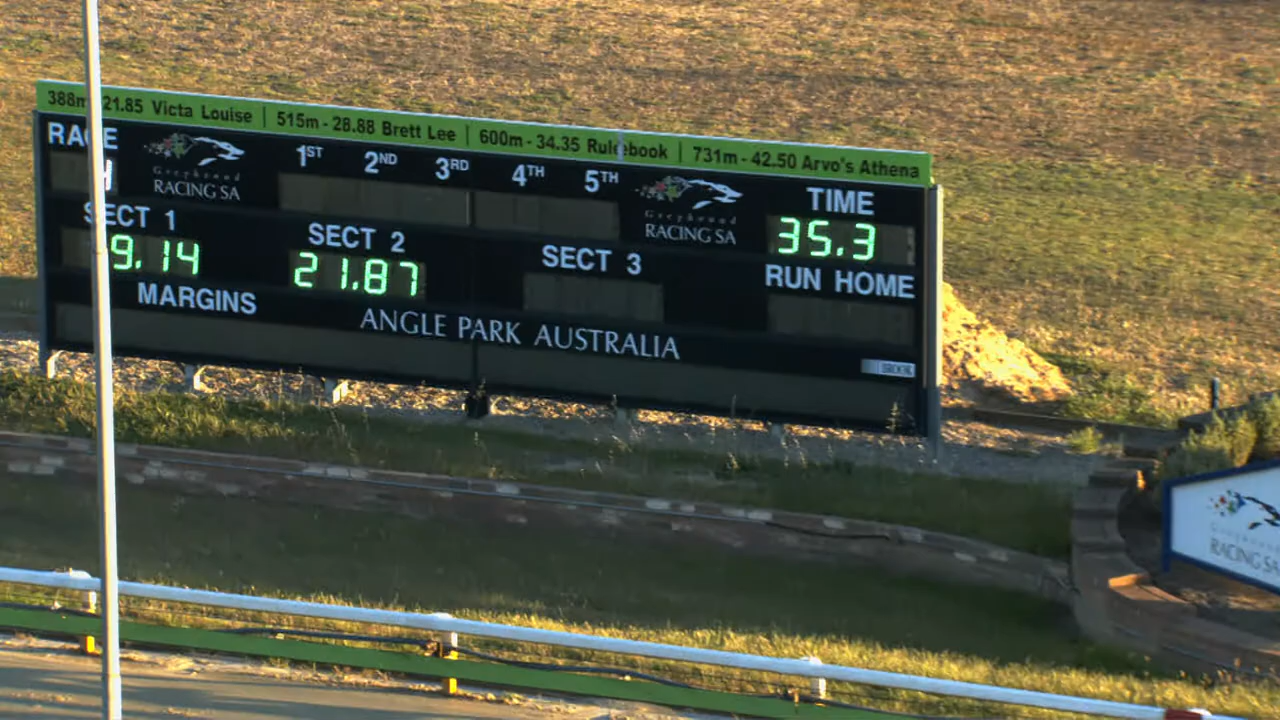 388m 21.85 Victa Louise | 515m - 28.88 Brett Lee | 600m - 34.35 Rulebook | 731m - 42.50 Arvo's Athena
RACE 1ST 2ND 3RD 4TH 5TH TIME
Greyhound
RACING SA
Greyhound
RACING SA
35.3
SECT 1 SECT 2 SECT 3 RUN HOME
9.14 21.87
MARGINS ANGLE PARK AUSTRALIA
Greyhound
RACING SA